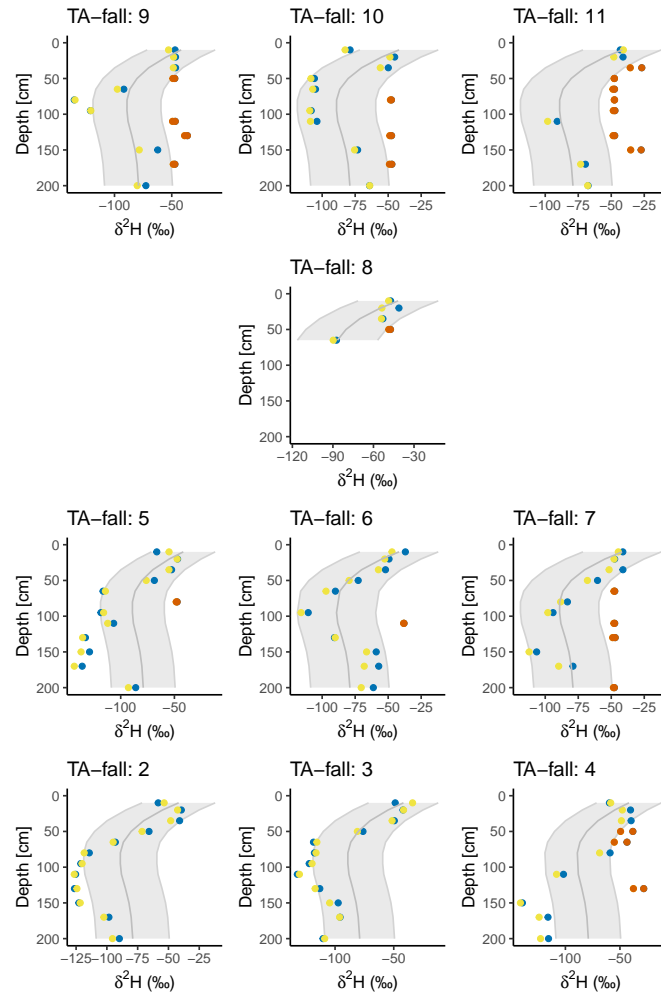 TA−fall: 9
TA−fall: 10
TA−fall: 11
0
50
100
150
200
Depth [cm]
−100
−50
δ²H (‰)
0
50
100
150
200
Depth [cm]
−100
−75
−50
−25
δ²H (‰)
0
50
100
150
200
Depth [cm]
−100
−75
−50
−25
δ²H (‰)
TA−fall: 8
0
50
100
150
200
Depth [cm]
−120
−90
−60
−30
δ²H (‰)
TA−fall: 5
TA−fall: 6
TA−fall: 7
0
50
100
150
200
Depth [cm]
−100
−50
δ²H (‰)
0
50
100
150
200
Depth [cm]
−100
−75
−50
−25
δ²H (‰)
0
50
100
150
200
Depth [cm]
−100
−75
−50
−25
δ²H (‰)
TA−fall: 2
TA−fall: 3
TA−fall: 4
0
50
100
150
200
Depth [cm]
−125
−100
−75
−50
−25
δ²H (‰)
0
50
100
150
200
Depth [cm]
−100
−50
δ²H (‰)
0
50
100
150
200
Depth [cm]
−100
−50
δ²H (‰)